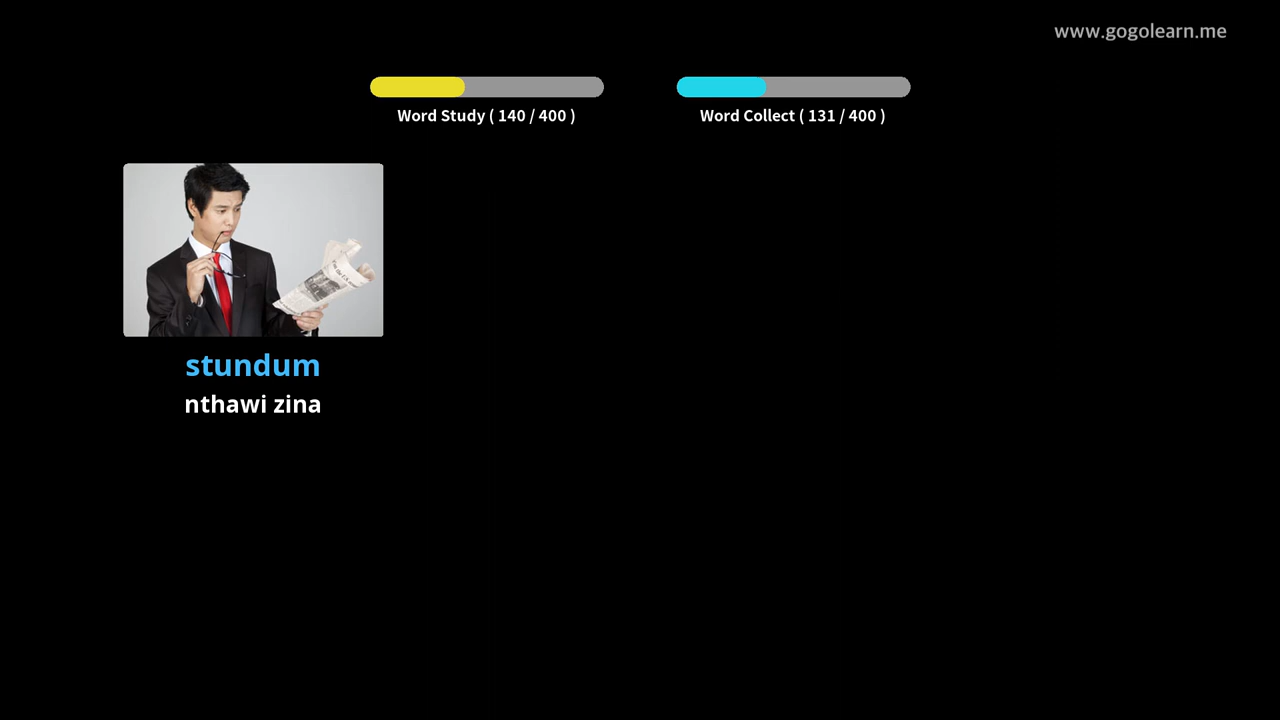 www.gogolearn.me
Word Study ( 140 / 400 )
Word Collect ( 131 / 400 )
stundum
nthawi zina